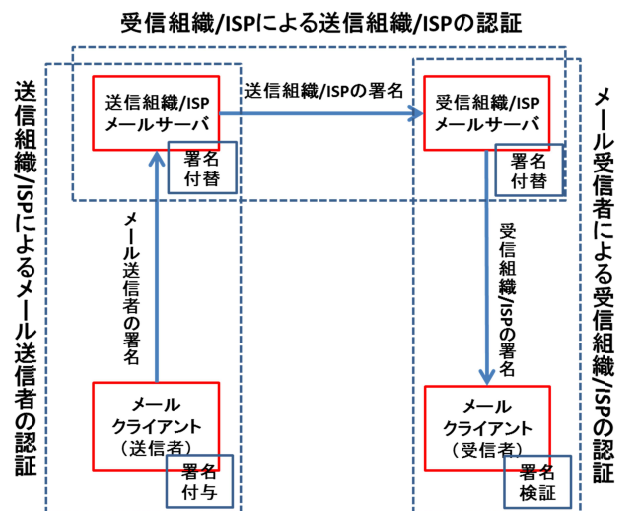 受信組織/ISPによる送信組織/ISPの認証
送信組織/ISPによるメール送信者の認証
メール受信者による受信組織/ISPの認証
送信組織/ISP
メールサーバ
署名
付替
送信組織/ISPの署名
受信組織/ISP
メールサーバ
署名
付替
メール送信者の署名
受信組織/ISPの署名
メール
クライアント
（送信者）
署名
付与
メール
クライアント
（受信者）
署名
検証